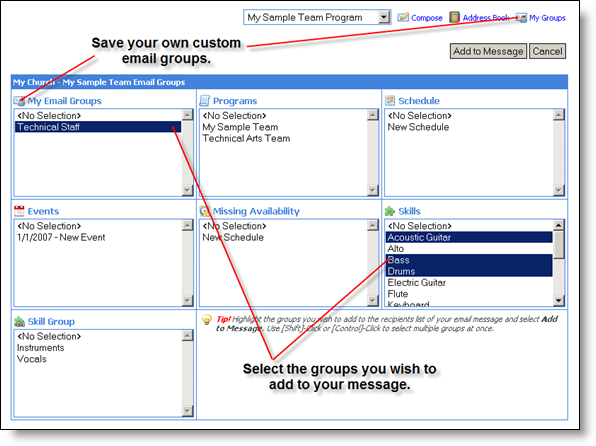 My Sample Team Program Compose Address Book My Groups
Save your own custom
email groups.
Add to Message Cancel
My Church - My Sample Team Email Groups
My Email Groups
<No Selection>
Technical Staff
Programs
<No Selection>
My Sample Team
Technical Arts Team
Schedule
<No Selection>
New Schedule
Events
<No Selection>
1/1/2007 - New Event
Missing Availability
<No Selection>
New Schedule
Skills
<No Selection>
Acoustic Guitar
Alto
Bass
Drums
Electric Guitar
Flute
Keyboard
Skill Group
<No Selection>
Instruments
Vocals
Tip! Highlight the groups you wish to add to the recipients list of your email message and select Add
to Message. Use [Shift]-Click or [Control]-Click to select multiple groups at once.
Select the groups you wish to
add to your message.